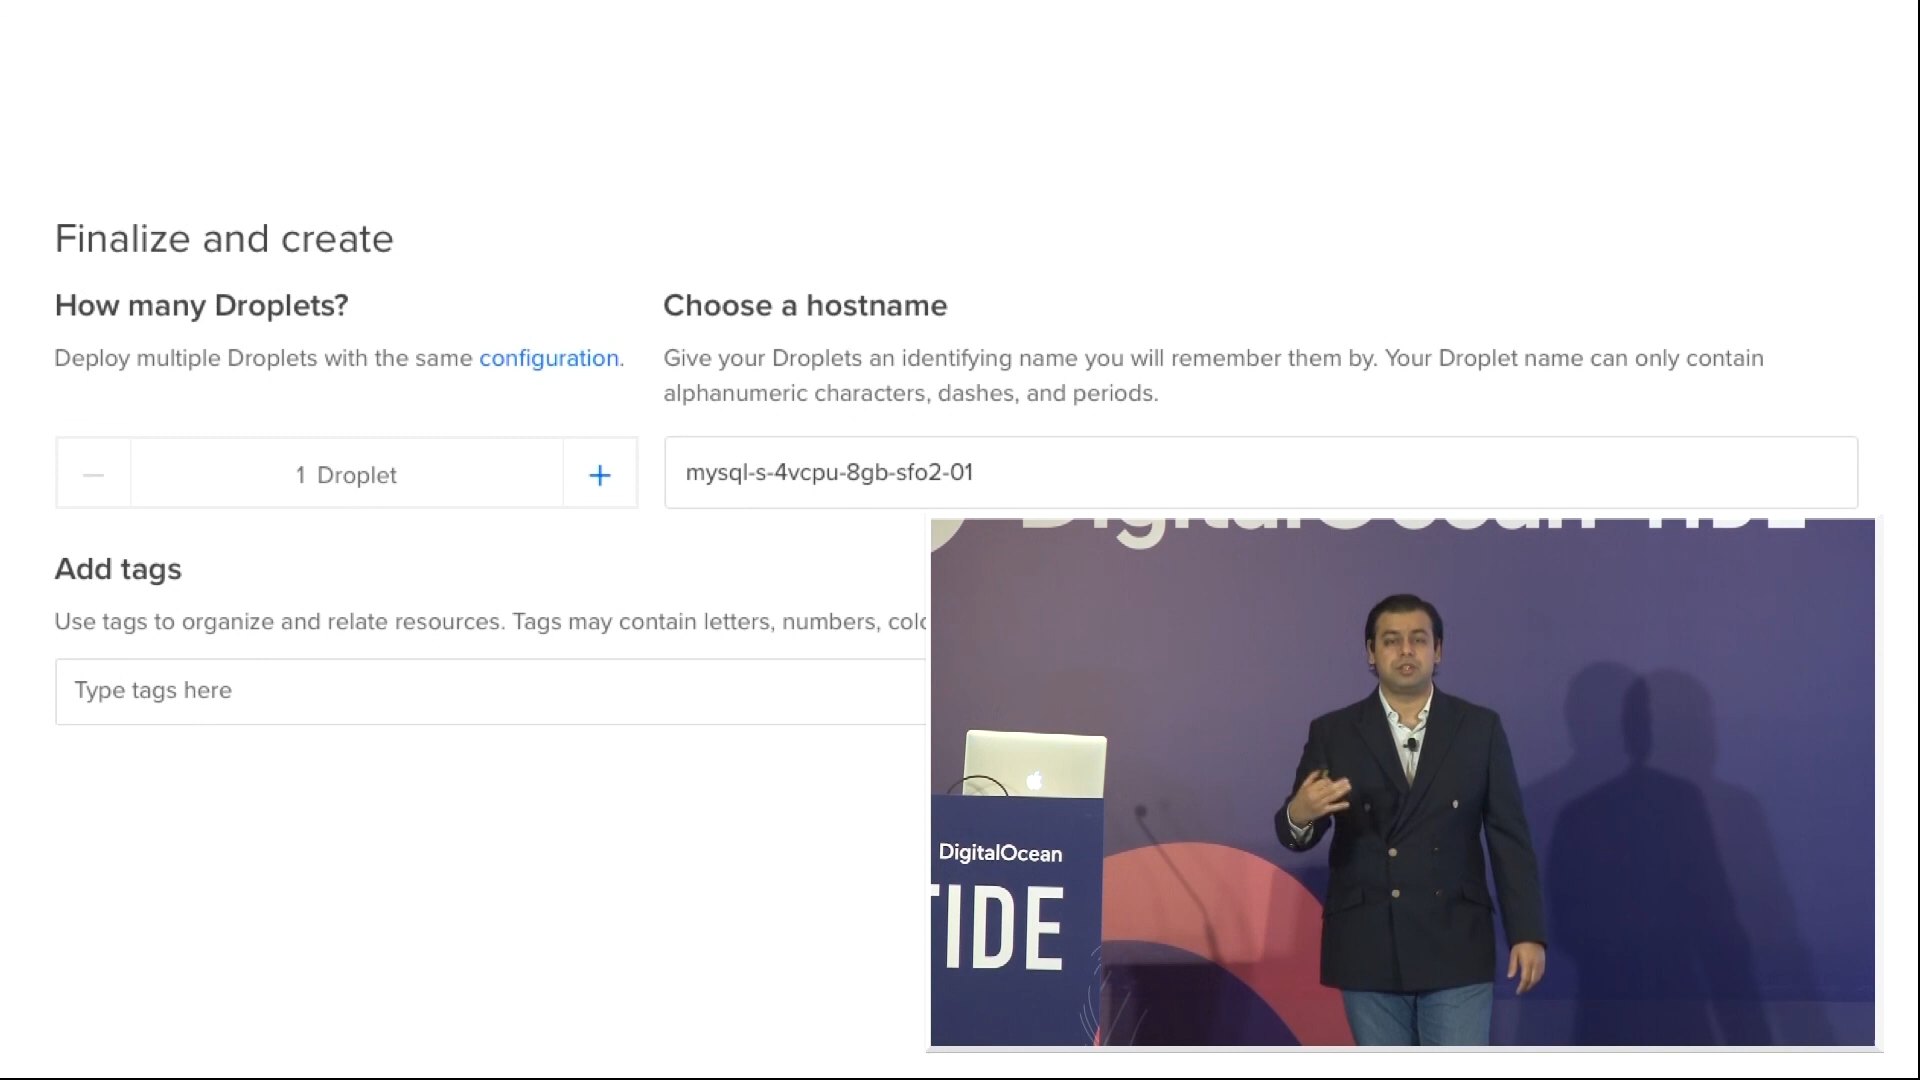 Finalize and create
How many Droplets?
Deploy multiple Droplets with the same configuration.
1 Droplet
Choose a hostname
Give your Droplets an identifying name you will remember them by. Your Droplet name can only contain
alphanumeric characters, dashes, and periods.
mysql-s-4vcpu-8gb-sfo2-01
Add tags
Use tags to organize and relate resources. Tags may contain letters, numbers,
Type tags here
DigitalOcean TIDE
DigitalOcean
TIDE